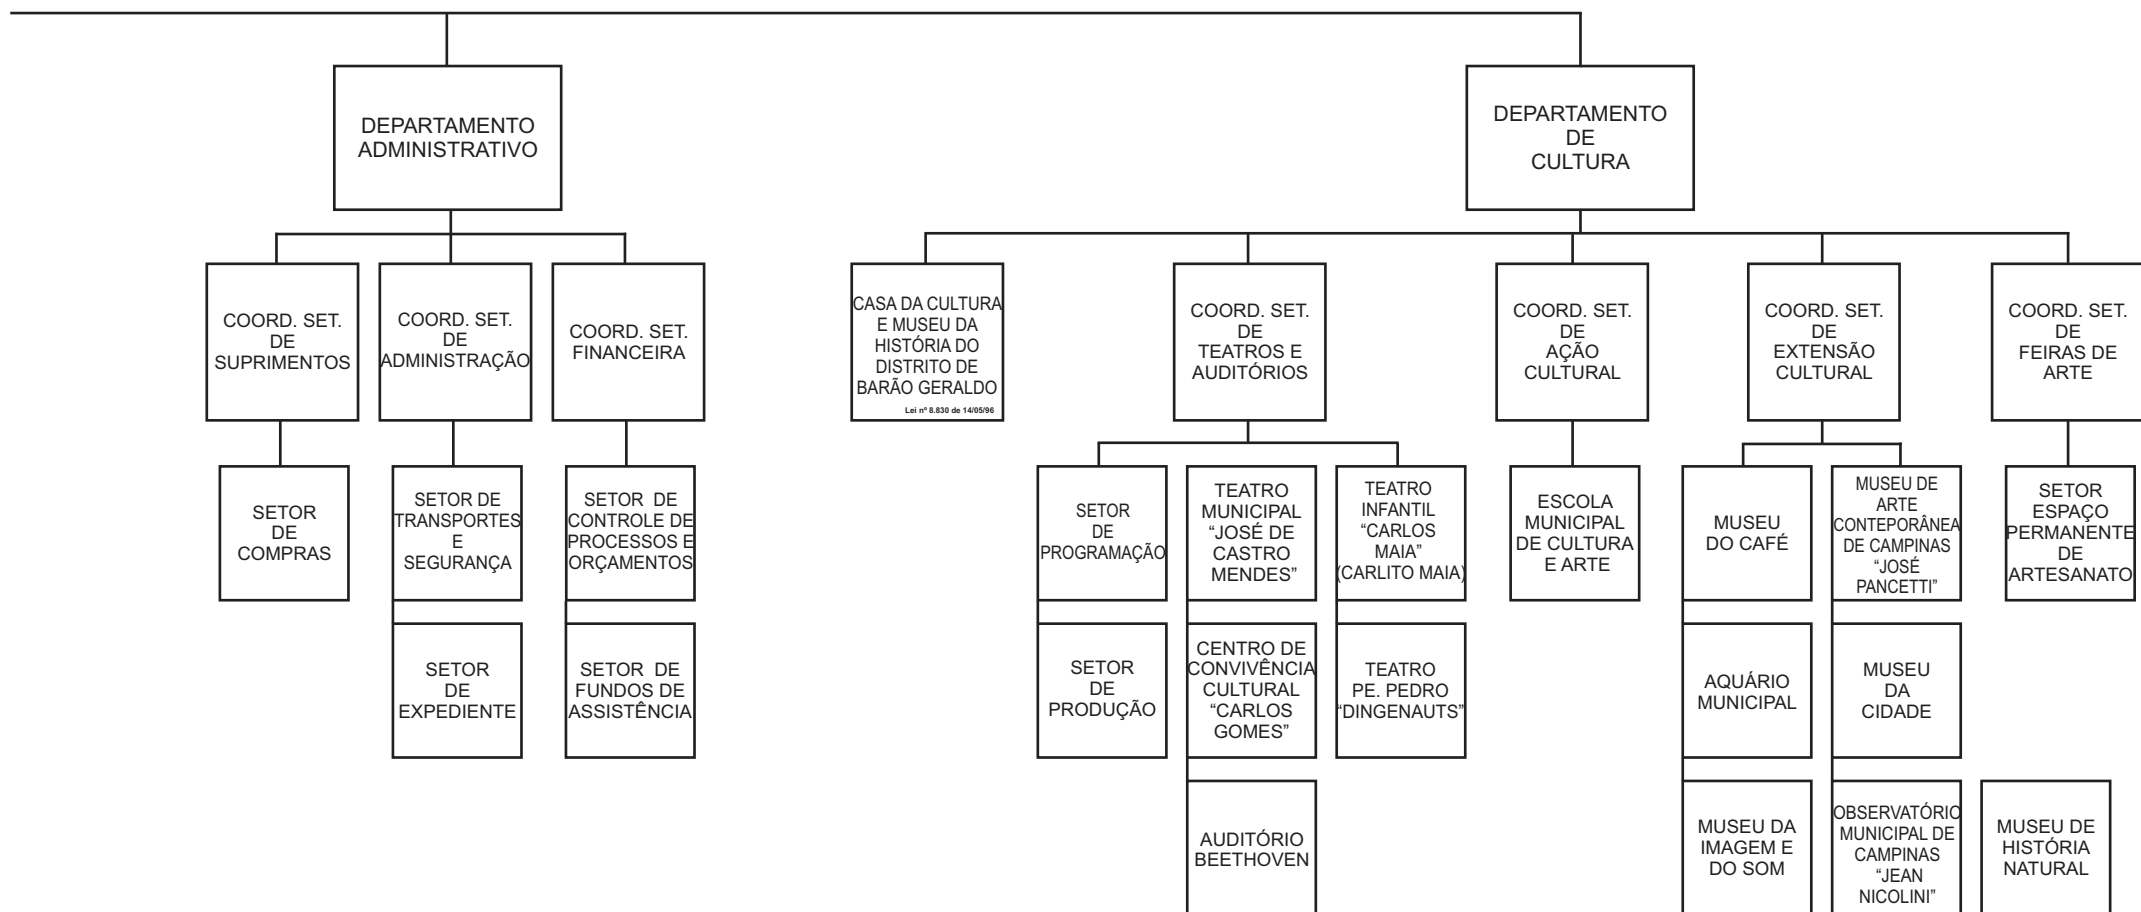 DEPARTAMENTO
ADMINISTRATIVO
DEPARTAMENTO
DE
CULTURA
COORD. SET.
DE
SUPRIMENTOS
COORD. SET.
DE
ADMINISTRAÇÃO
COORD. SET.
FINANCEIRA
CASA DA CULTURA
E MUSEU DA
HISTÓRIA DO
DISTRITO DE
BARÃO GERALDO
Lei nº 8.830 de 14/05/96
COORD. SET.
DE
TEATROS E
AUDITÓRIOS
COORD. SET.
DE
AÇÃO
CULTURAL
COORD. SET.
DE
EXTENSÃO
CULTURAL
COORD. SET.
DE
FEIRAS DE
ARTE
SETOR
DE
COMPRAS
SETOR DE
TRANSPORTES
E
SEGURANÇA
SETOR DE
CONTROLE DE
PROCESSOS E
ORÇAMENTOS
SETOR
DE
PROGRAMAÇÃO
TEATRO
MUNICIPAL
“JOSÉ DE
CASTRO
MENDES”
TEATRO
INFANTIL
“CARLOS
MAIA”
(CARLITO MAIA)
ESCOLA
MUNICIPAL
DE CULTURA
E ARTE
MUSEU
DO CAFÉ
MUSEU DE
ARTE
CONTEPORÂNEA
DE CAMPINAS
“JOSÉ
PANCETTI”
SETOR
ESPAÇO
PERMANENTE
DE
ARTESANATO
SETOR
DE
EXPEDIENTE
SETOR DE
FUNDOS DE
ASSISTÊNCIA
SETOR
DE
PRODUÇÃO
CENTRO DE
CONVIVÊNCIA
CULTURAL
“CARLOS
GOMES”
TEATRO
PE. PEDRO
“DINGENAUTS”
AQUÁRIO
MUNICIPAL
MUSEU
DA
CIDADE
AUDITÓRIO
BEETHOVEN
MUSEU DA
IMAGEM E
DO SOM
OBSERVATÓRIO
MUNICIPAL DE
CAMPINAS
“JEAN
NICOLINI”
MUSEU DE
HISTÓRIA
NATURAL